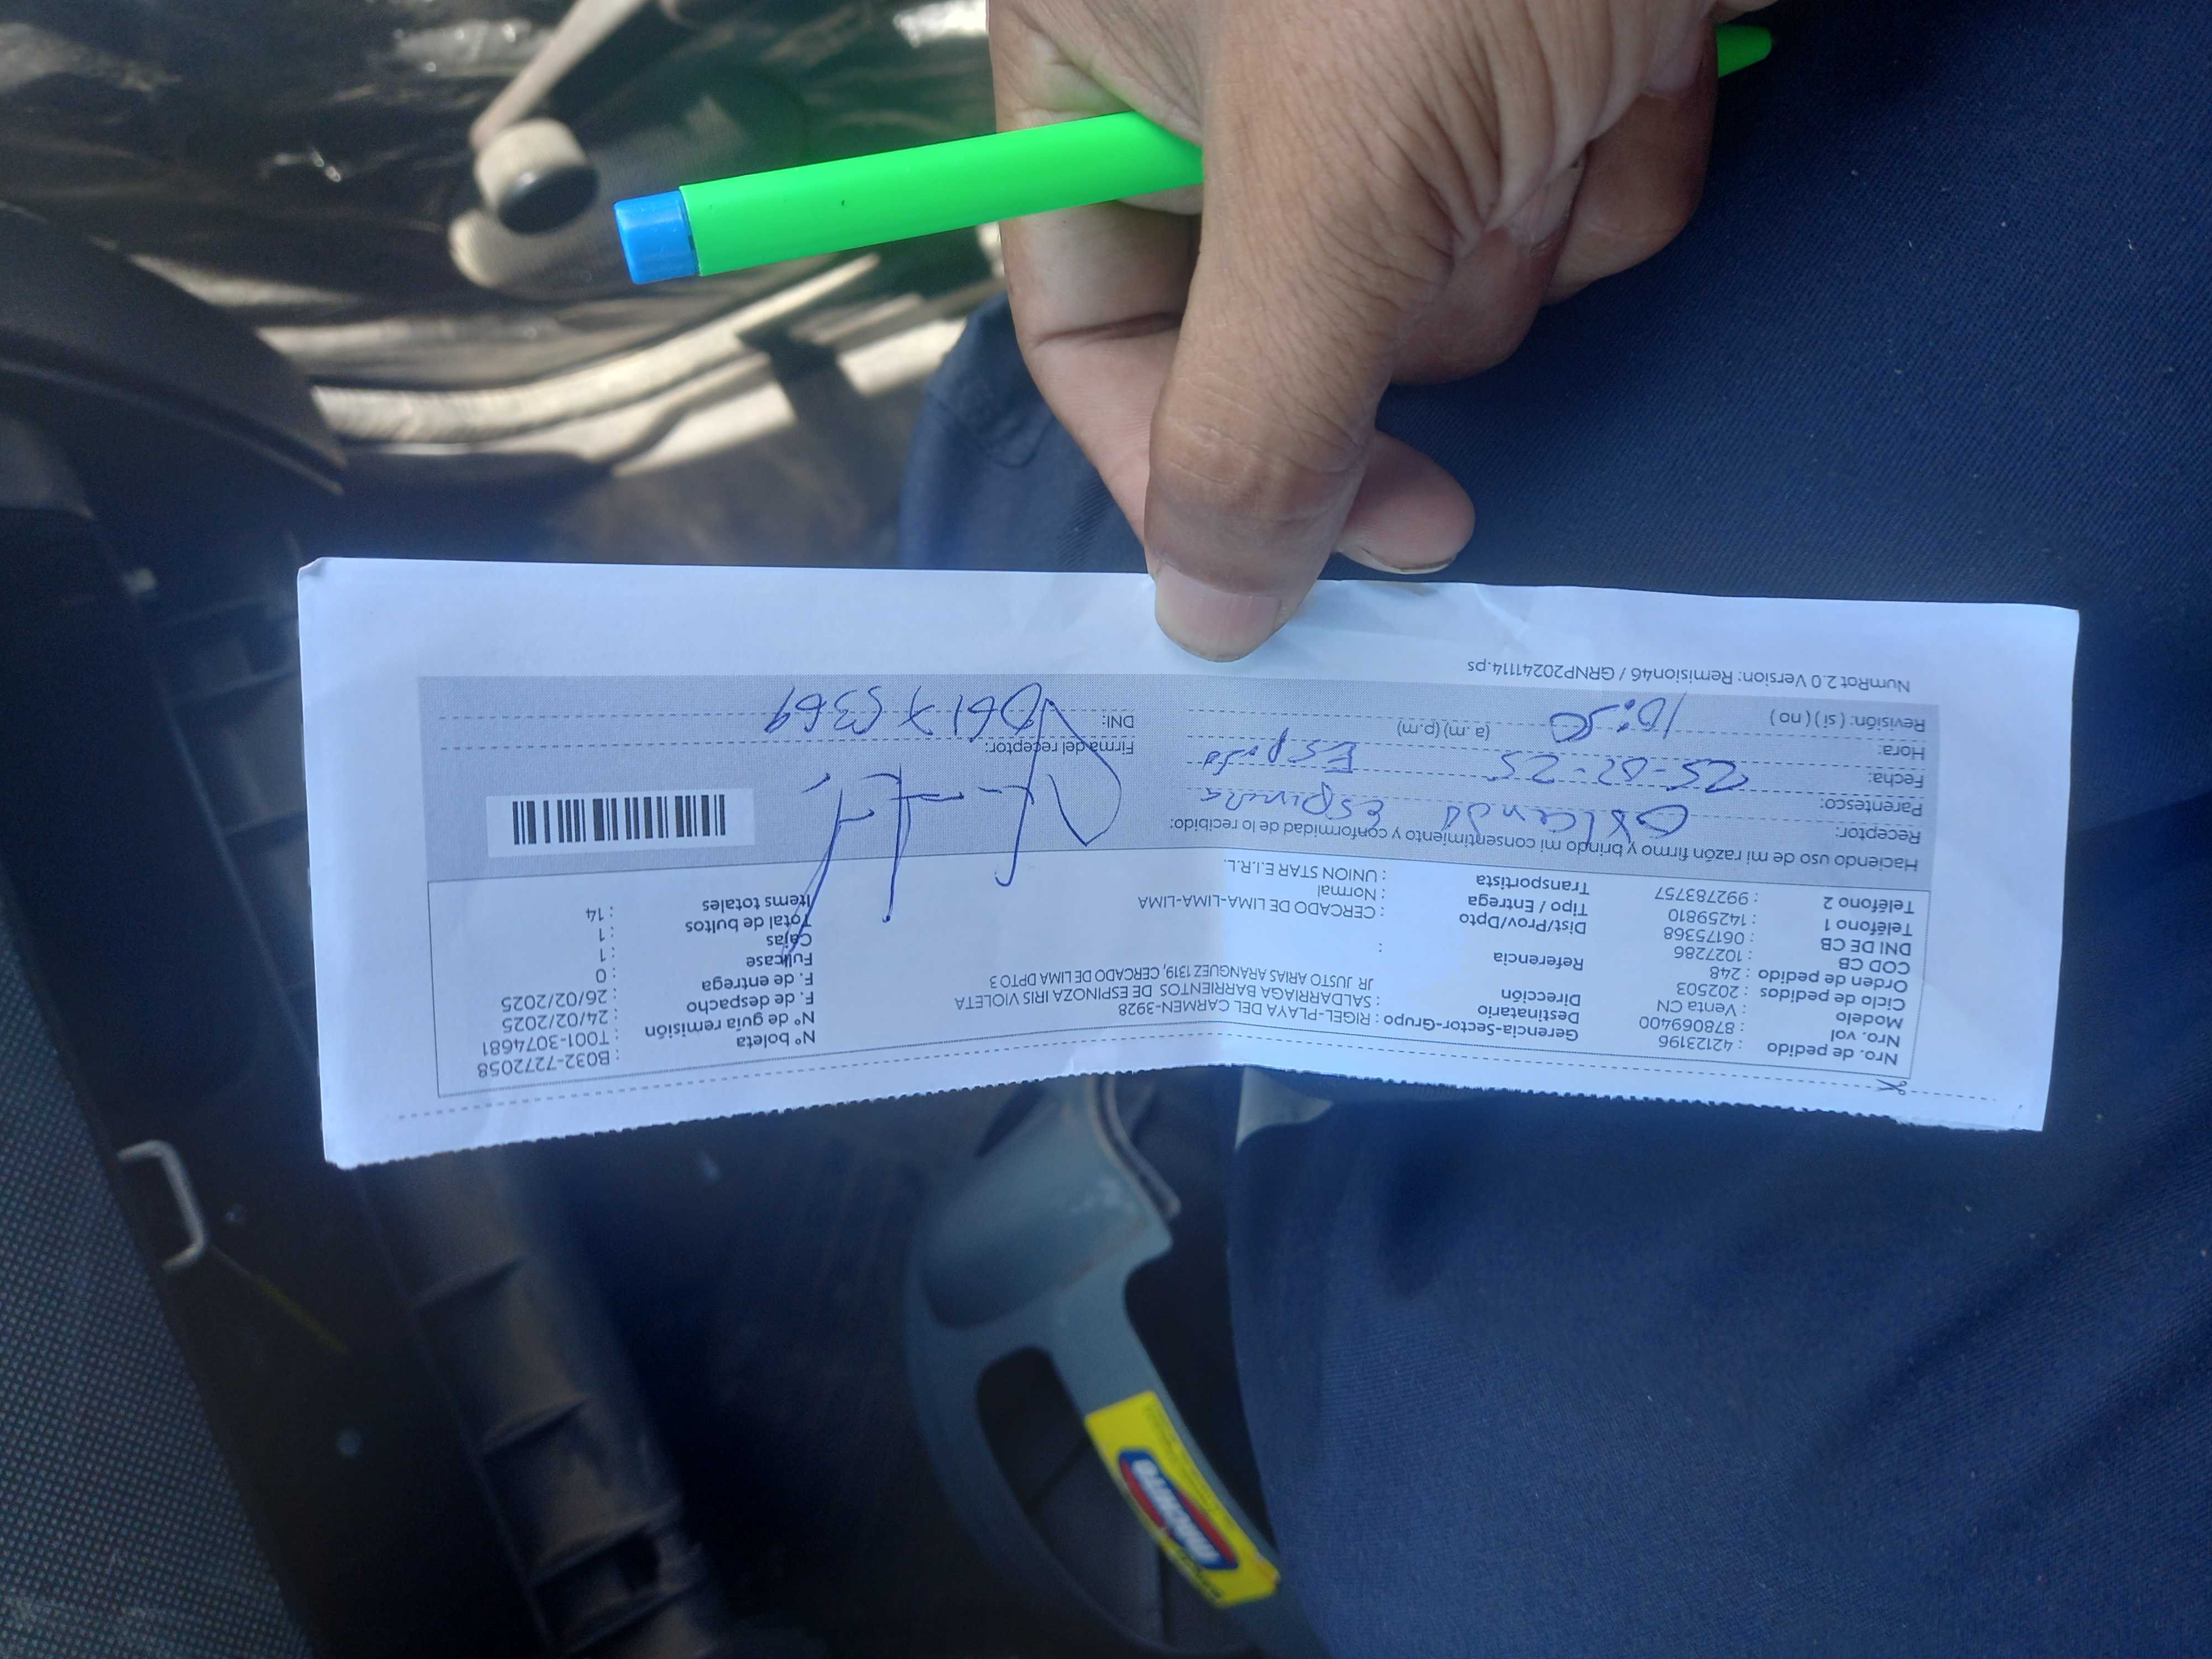 Nro. de pedido : 42123196
Nro. vol : 878069400
Modelo : Venta CN
Ciclo de pedidos : 202503
Orden de pedido : 248
COD CB : 1027286
DNI DE CB : 06175368
Teléfono 1 : 14259810
Teléfono 2 : 992783757
Gerencia-Sector-Grupo : RIGEL-PLAYA DEL CARMEN-3928
Destinatario : SALDARRIAGA BARRIENTOS DE ESPINOZA IRIS VIOLETA
Dirección JR JUSTO ARIAS ARANGUEZ 1319, CERCADO DE LIMA DPTO 3
Referencia :
Dist/Prov/Dpto : CERCADO DE LIMA-LIMA-LIMA
Tipo / Entrega : Normal
Transportista : UNION STAR E.I.R.L.
Nº boleta : B032-7272058
Nº de guía remisión : T001-3074681
F. de despacho : 24/02/2025
F. de entrega : 26/02/2025
Fullcase : 0
Cajas : 1
Total de bultos : 1
Items totales : 14
Haciendo uso de mi razón firmo y brindo mi consentimiento y conformidad de lo recibido:
Receptor: Espinoza
Parentesco: Esposo
Fecha: 25-02-25
Hora: 10:50 (a.m) (p.m)
Revisión: ( si ) ( no )
Firma del receptor:
DNI: 06175369
NumRot 2.0 Version: Remision46 / GRNP20241114.ps